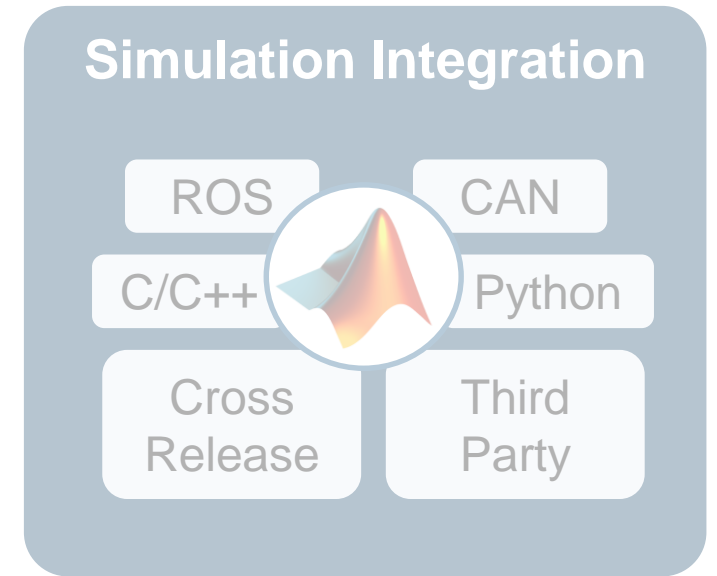 Simulation Integration
ROS
CAN
C/C++
Python
Cross
Release
Third
Party